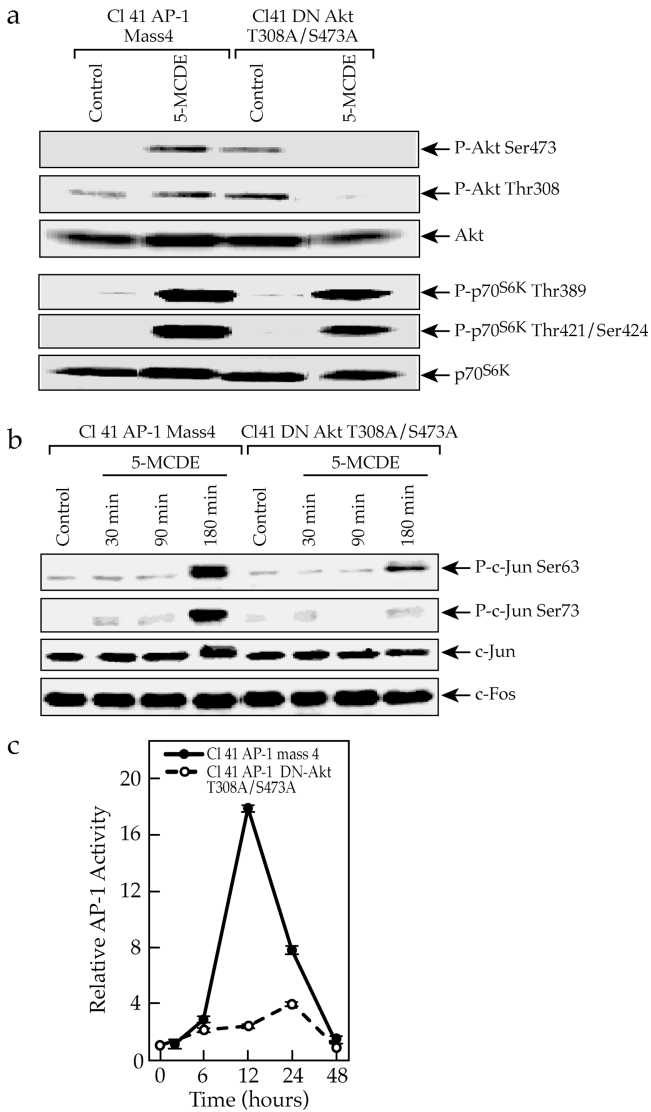 a
Cl 41 AP-1
Mass4
Cl41 DN Akt
T308A/S473A
Control
5-MCDE
Control
5-MCDE
P-Akt Ser473
P-Akt Thr308
Akt
P-p70S6K Thr389
P-p70S6K Thr421/Ser424
p70S6K
b
Cl 41 AP-1 Mass4
Cl41 DN Akt T308A/S473A
5-MCDE
5-MCDE
Control
30 min
90 min
180 min
Control
30 min
90 min
180 min
P-c-Jun Ser63
P-c-Jun Ser73
c-Jun
c-Fos
c
Cl 41 AP-1 mass 4
Cl 41 AP-1 DN-Akt
T308A/S473A
Relative AP-1 Activity
20
16
12
8
4
0
0
6
12
24
48
Time (hours)